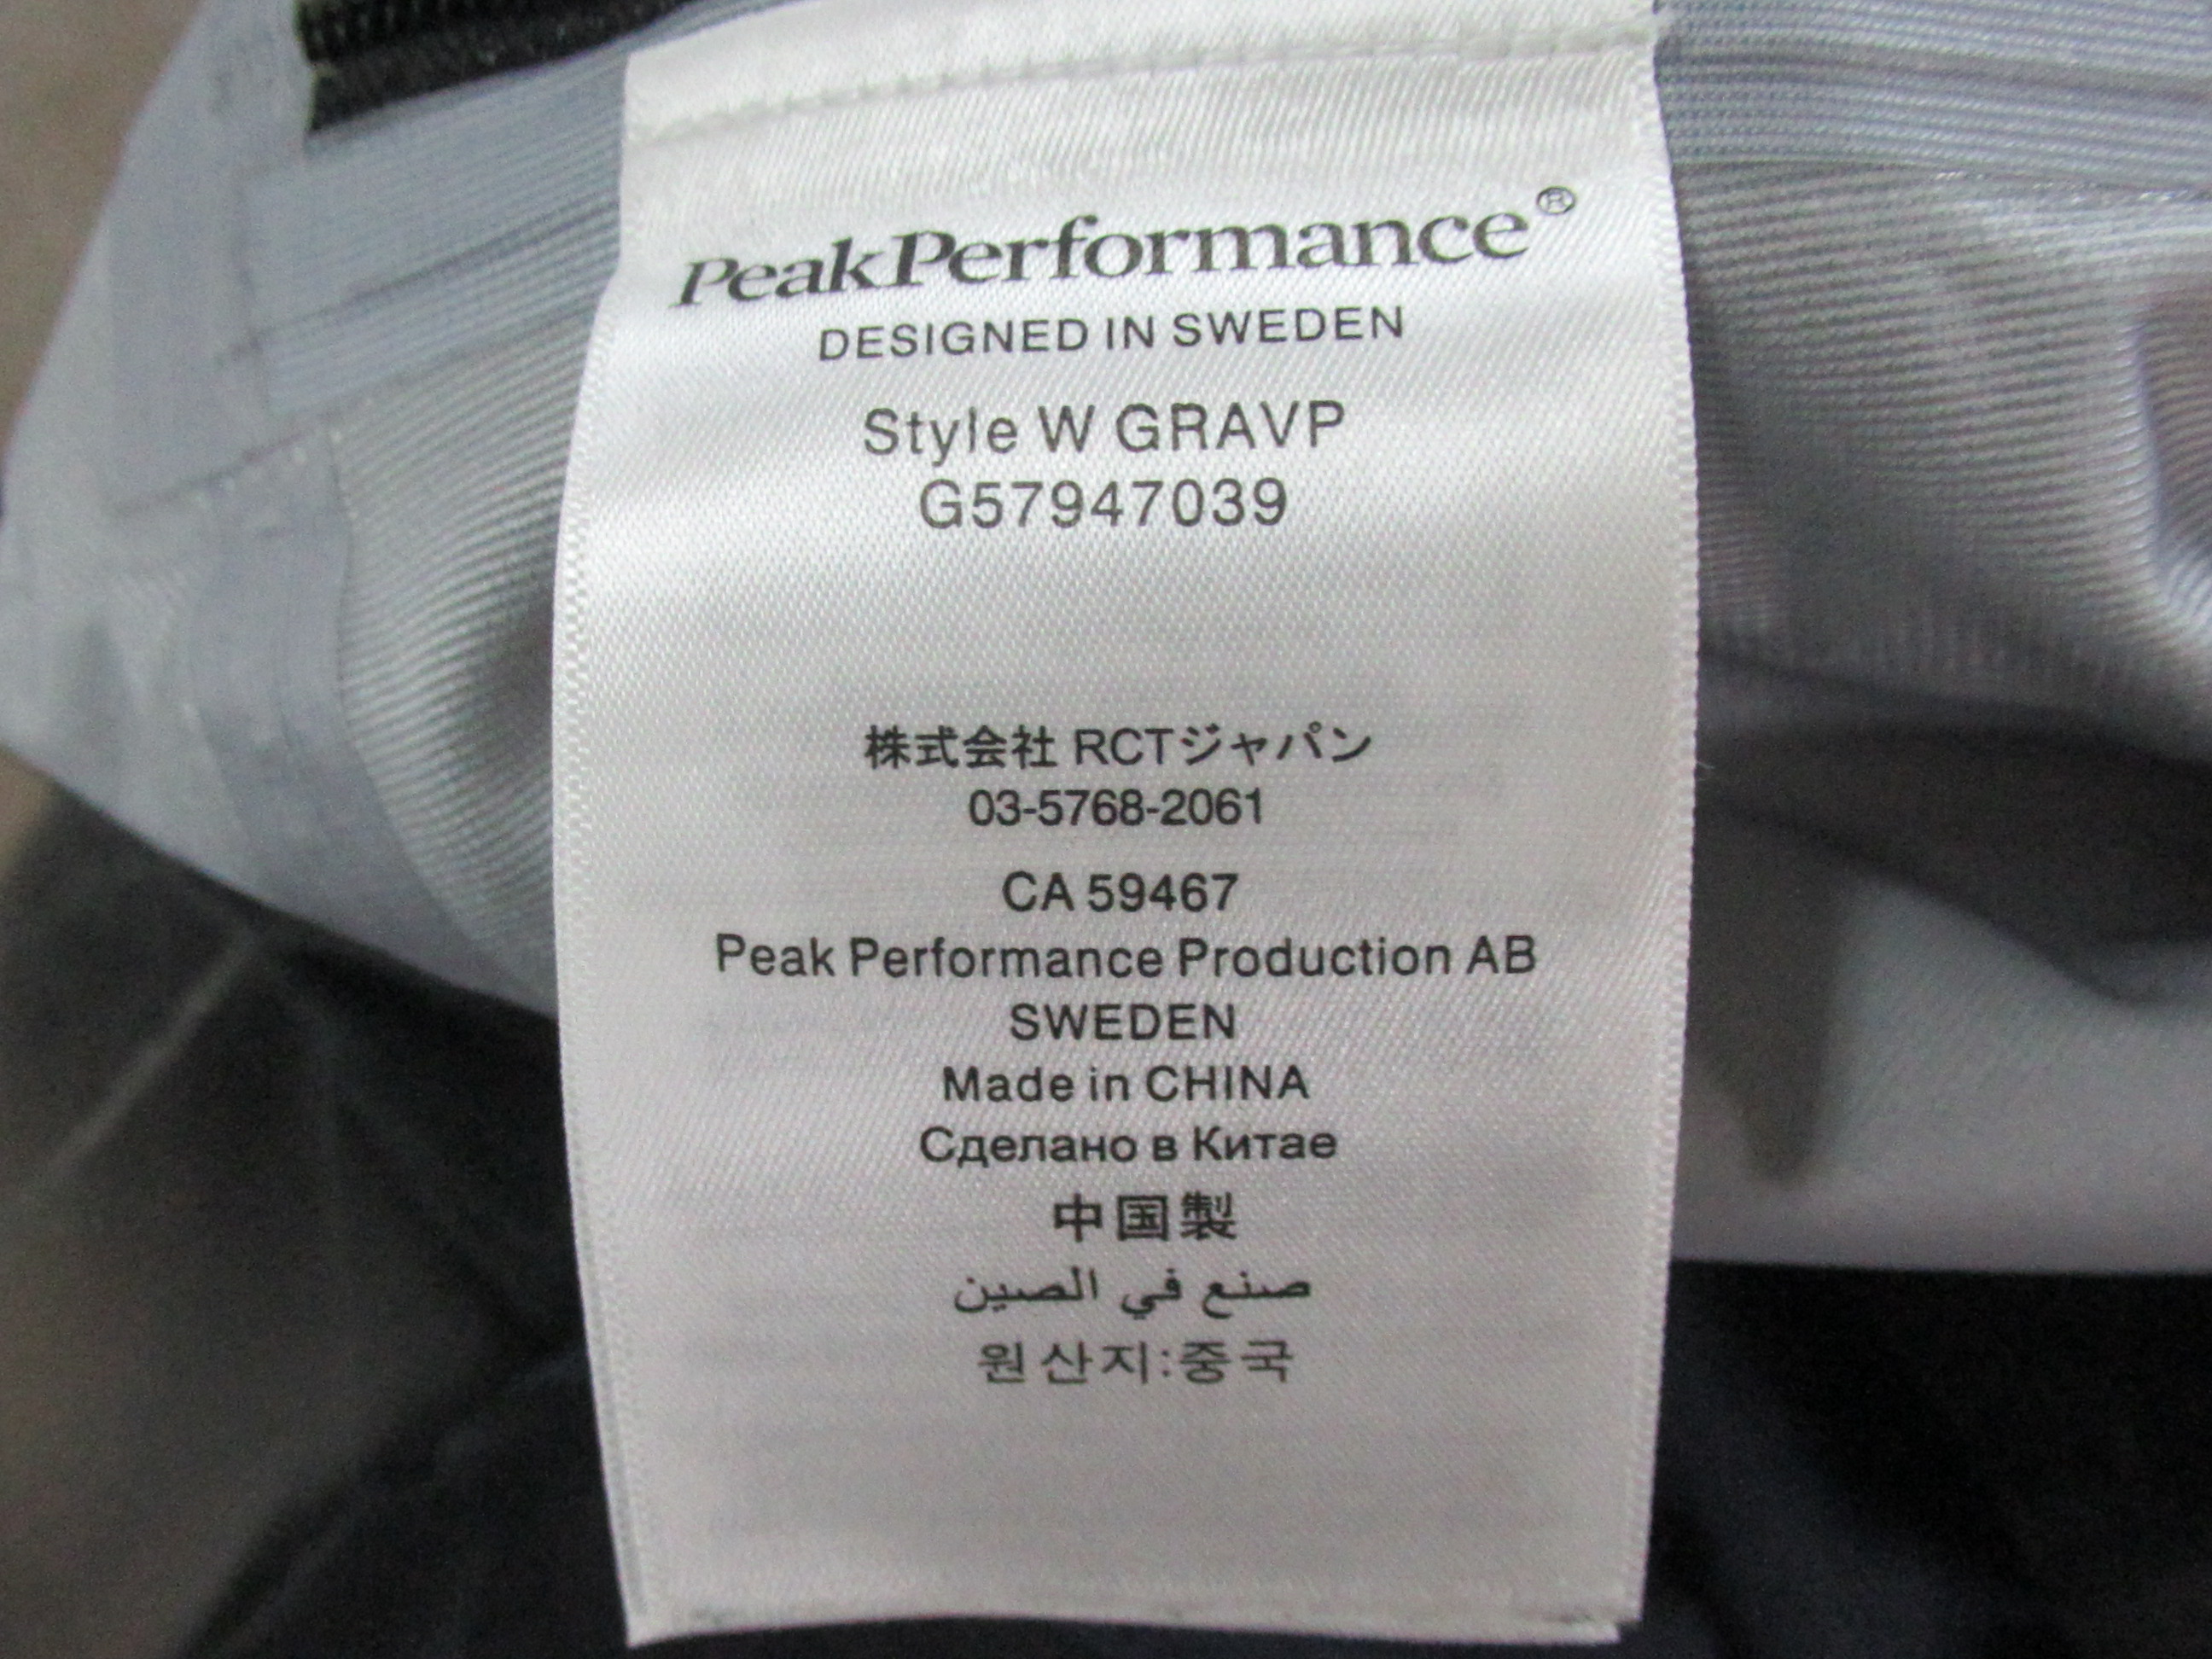 PeakPerformance®
DESIGNED IN SWEDEN
Style W GRAVP
G57947039
株式会社 RCTジャパン
03-5768-2061
CA 59467
Peak Performance Production AB
SWEDEN
Made in CHINA
Сделано в Китае
中国製
صنع في الصين
원산지:중국